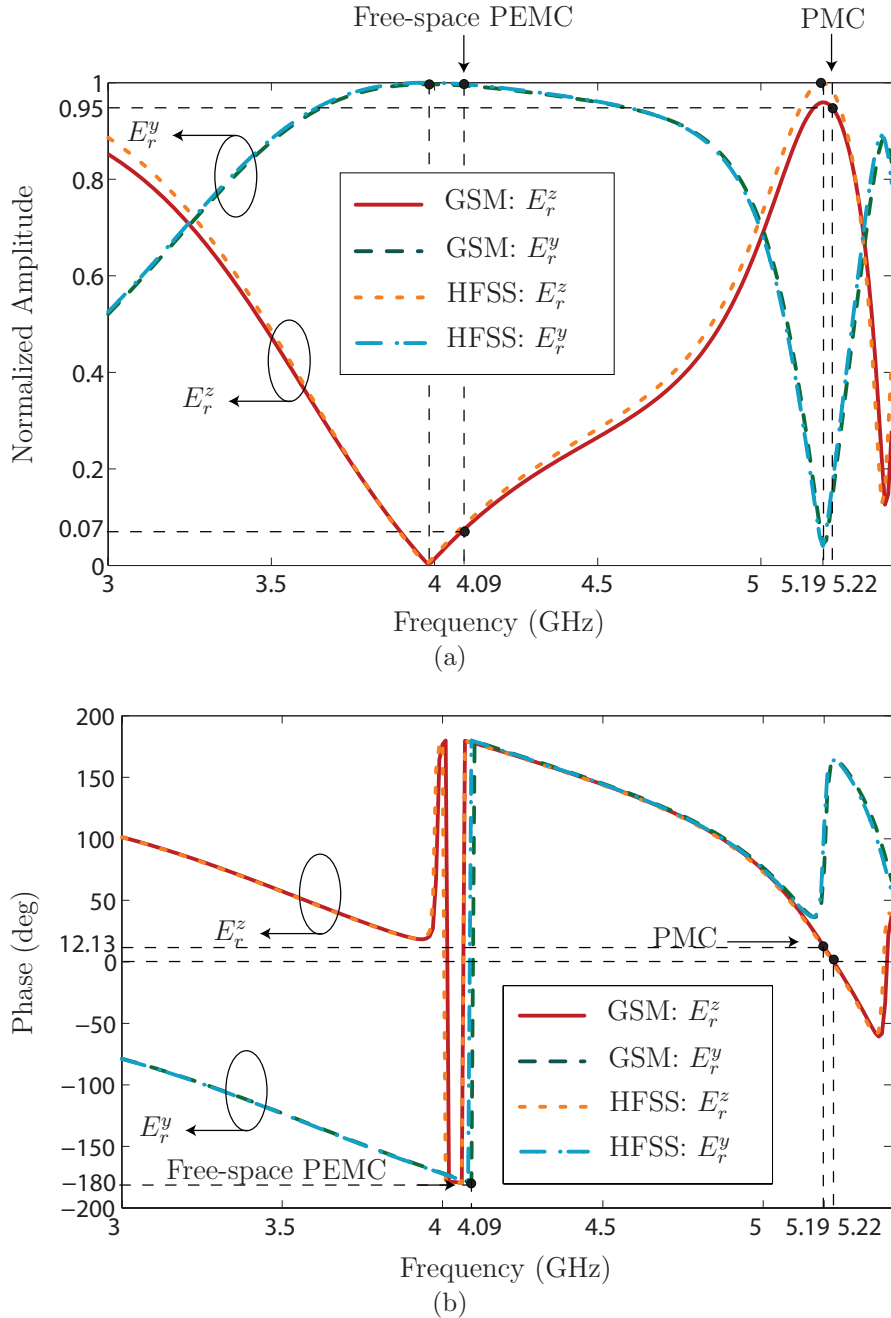 Free-space PEMC
PMC
1
0.95
0.8
0.6
0.4
0.2
0.07
0
Normalized Amplitude
E_r^y
E_r^z
GSM: E_r^z
GSM: E_r^y
HFSS: E_r^z
HFSS: E_r^y
3
3.5
4
4.09
4.5
5
5.19
5.22
Frequency (GHz)
(a)
200
150
100
50
12.13
0
−50
−100
−150
−180
−200
Phase (deg)
E_r^z
PMC
E_r^y
Free-space PEMC
GSM: E_r^z
GSM: E_r^y
HFSS: E_r^z
HFSS: E_r^y
3
3.5
4
4.09
4.5
5
5.19
5.22
Frequency (GHz)
(b)